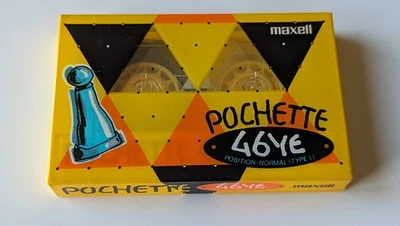 maxell
POCHETTE
46YE
POSITION·NORMAL (TYPE I)
POCHETTE 46YE maxell